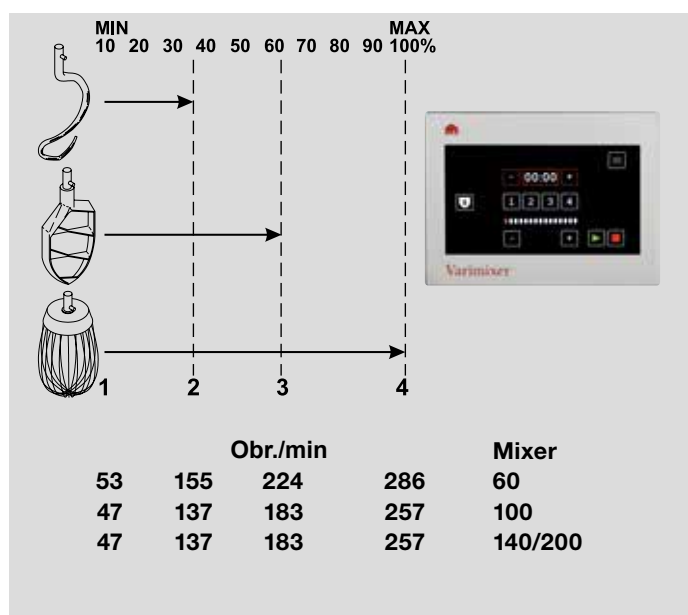 MIN MAX
10 20 30 40 50 60 70 80 90 100%
- 00:00 +
1 2 3 4
- +
Varimixer
1 2 3 4
Obr./min Mixer
53 155 224 286 60
47 137 183 257 100
47 137 183 257 140/200